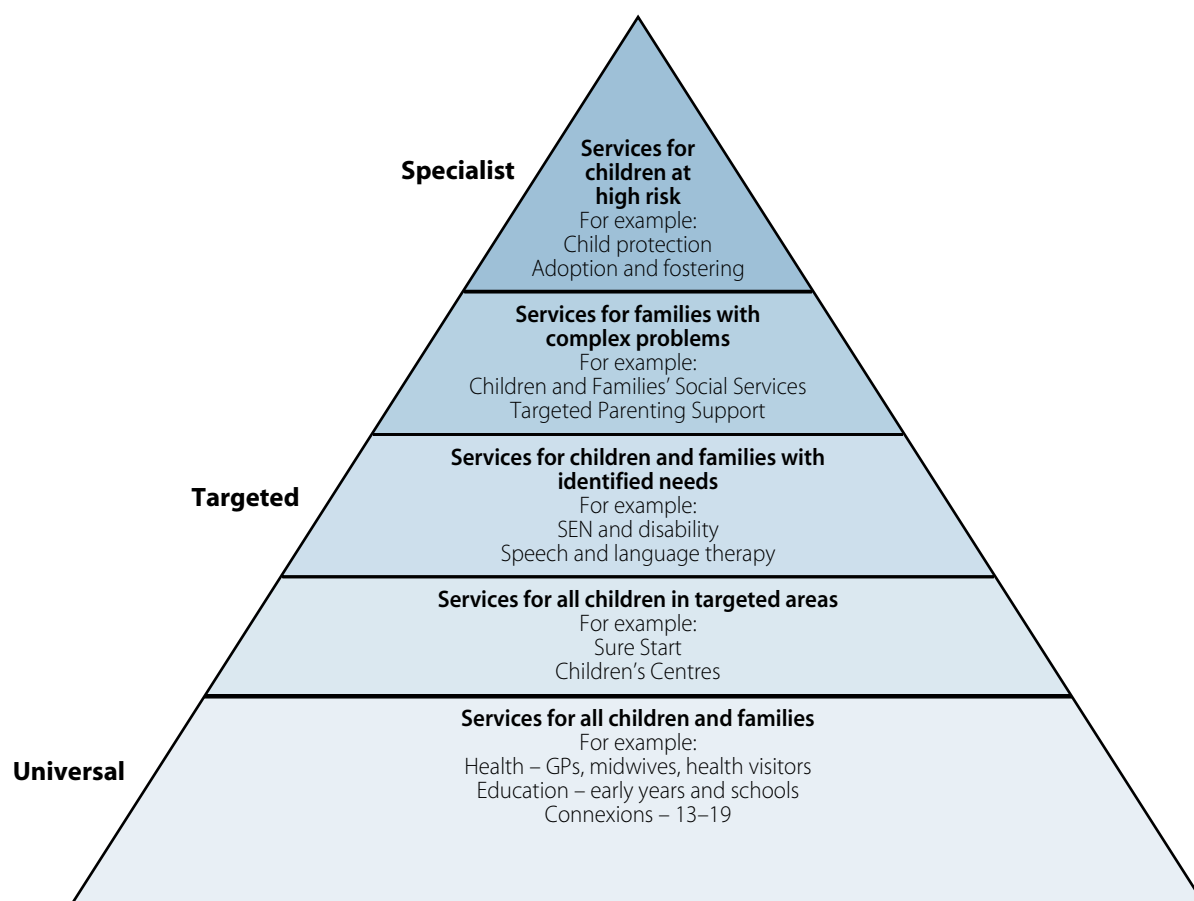 Specialist
Services for
children at
high risk
For example:
Child protection
Adoption and fostering
Services for families with
complex problems
For example:
Children and Families’ Social Services
Targeted Parenting Support
Targeted
Services for children and families with
identified needs
For example:
SEN and disability
Speech and language therapy
Services for all children in targeted areas
For example:
Sure Start
Children’s Centres
Universal
Services for all children and families
For example:
Health – GPs, midwives, health visitors
Education – early years and schools
Connexions – 13–19